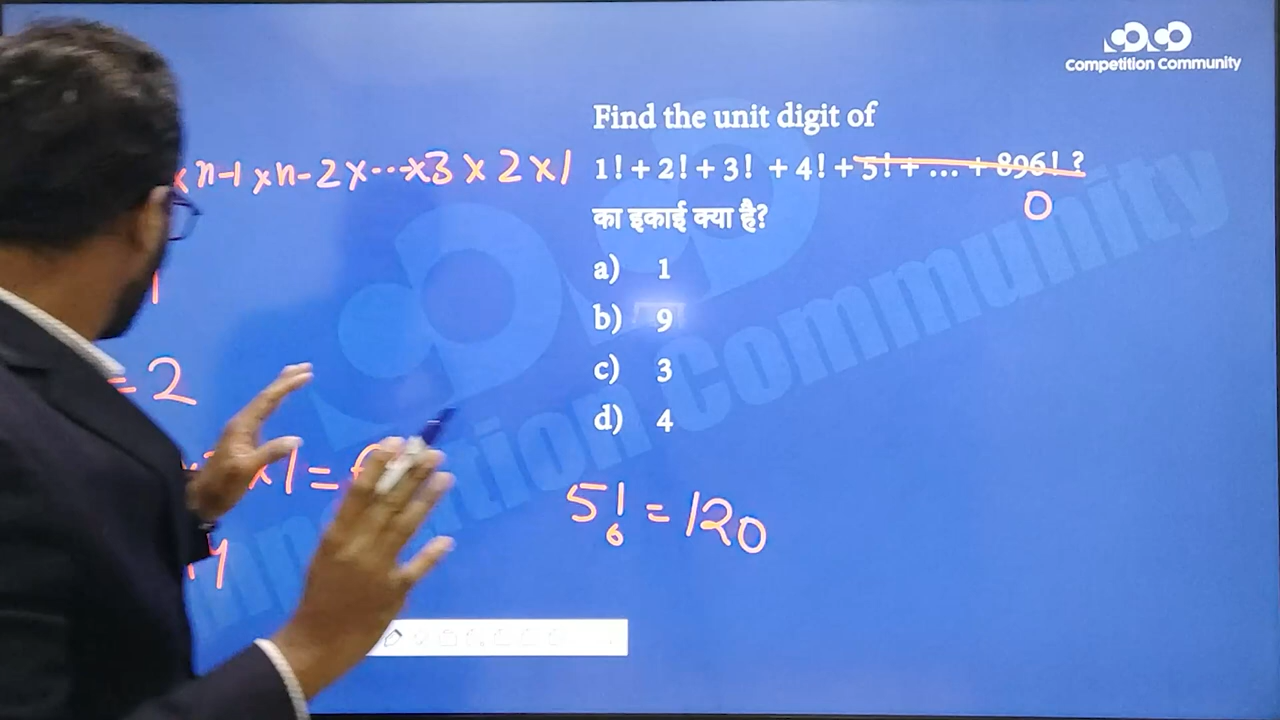 Competition Community
Find the unit digit of
× n-1 × n-2 × ... × 3 × 2 × 1
1! + 2! + 3! + 4! + 5! + ... + 896! ?
0
का इकाई क्या है?
a) 1
b) 9
c) 3
d) 4
= 2
×1 =
5! = 120
6